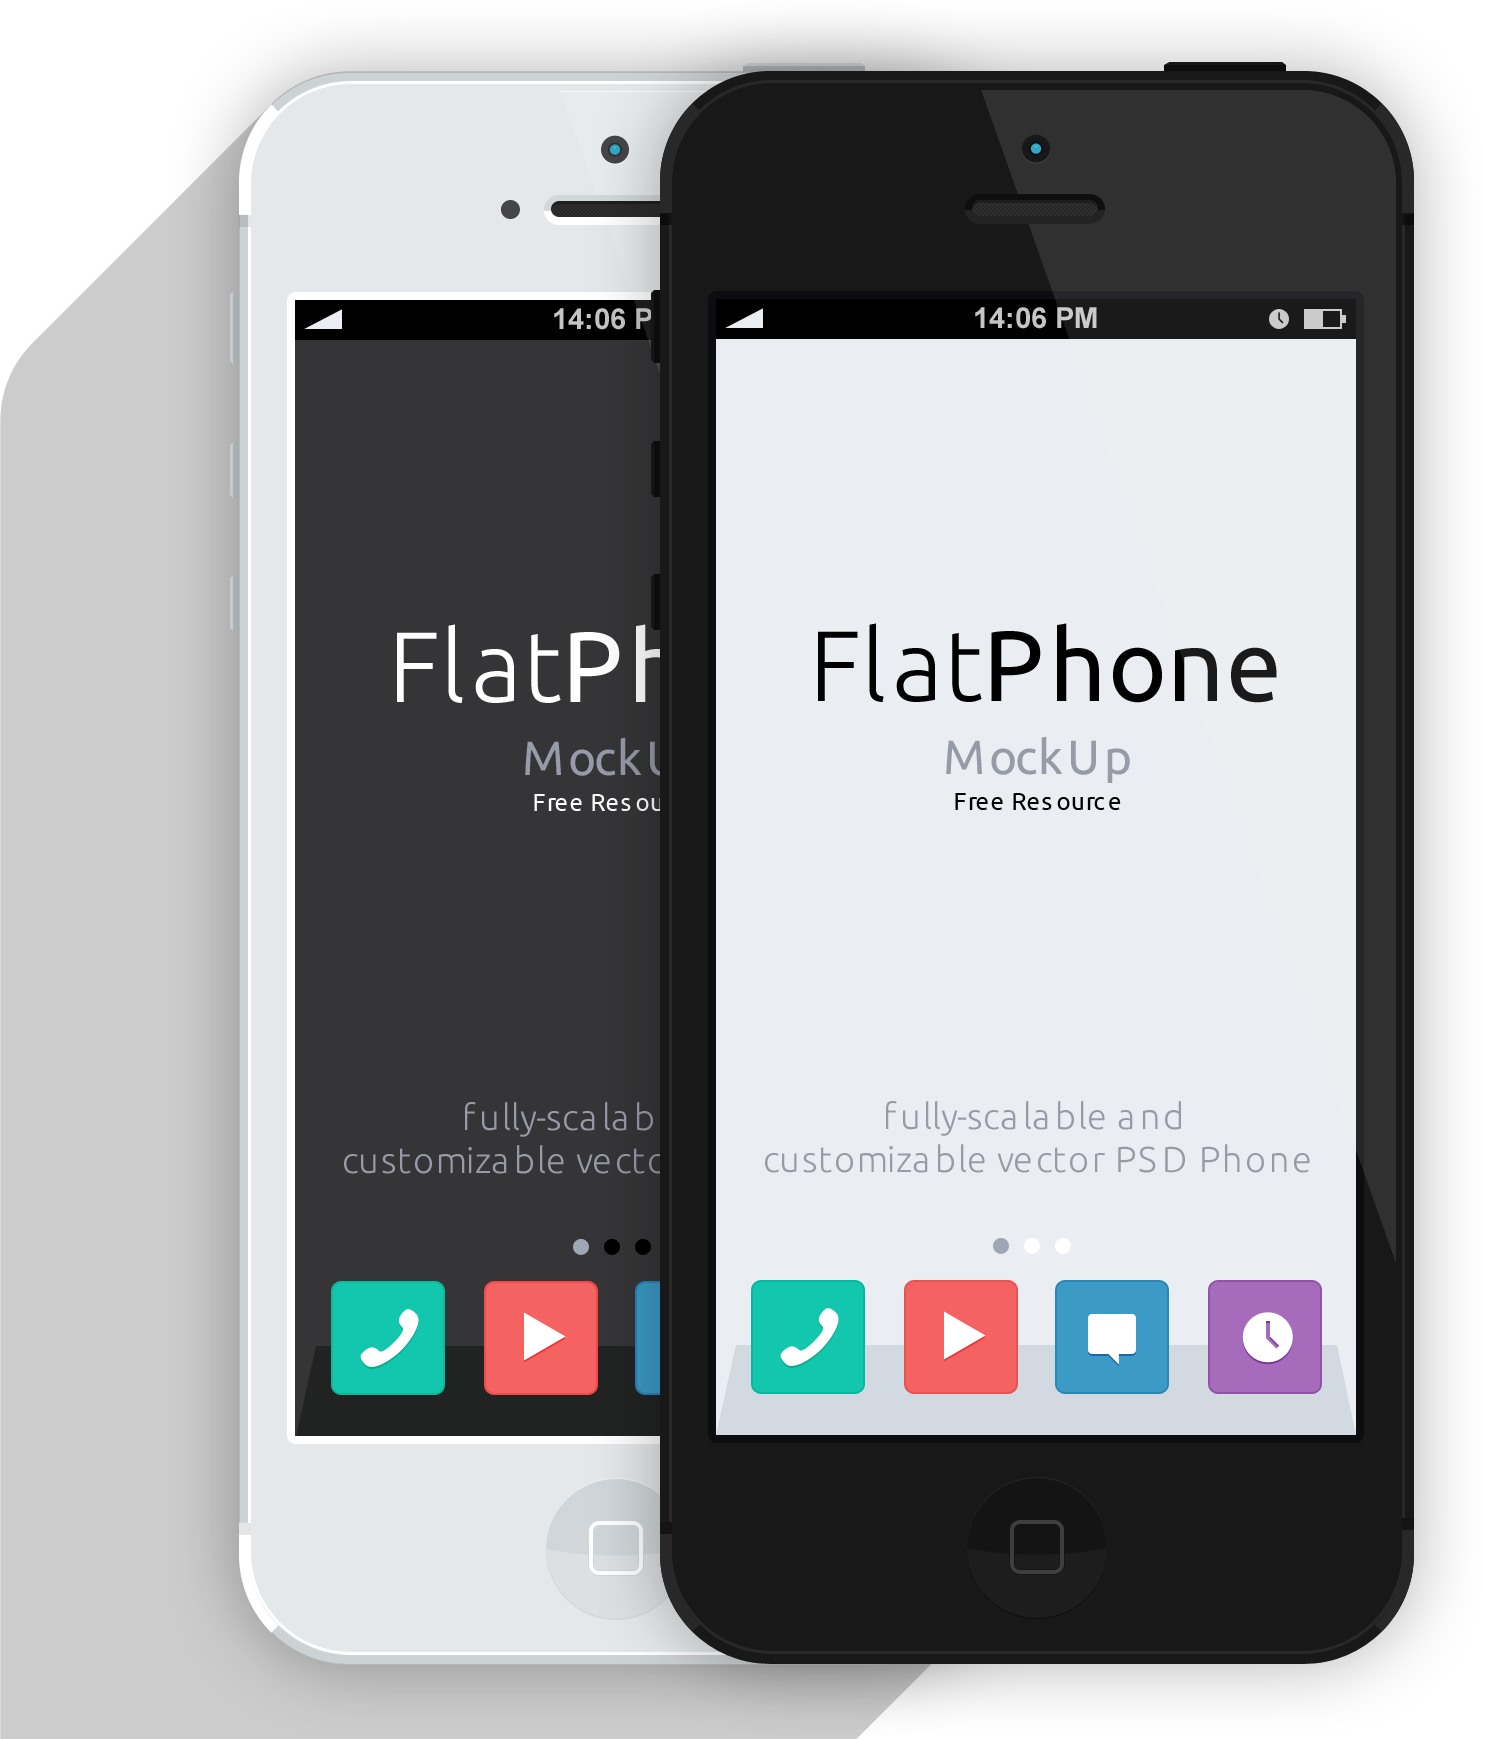 14:06 P
FlatPh
MockU
Free Resou
fully-scalab
customizable vecto
14:06 PM
FlatPhone
MockUp
Free Resource
fully-scalable and
customizable vector PSD Phone